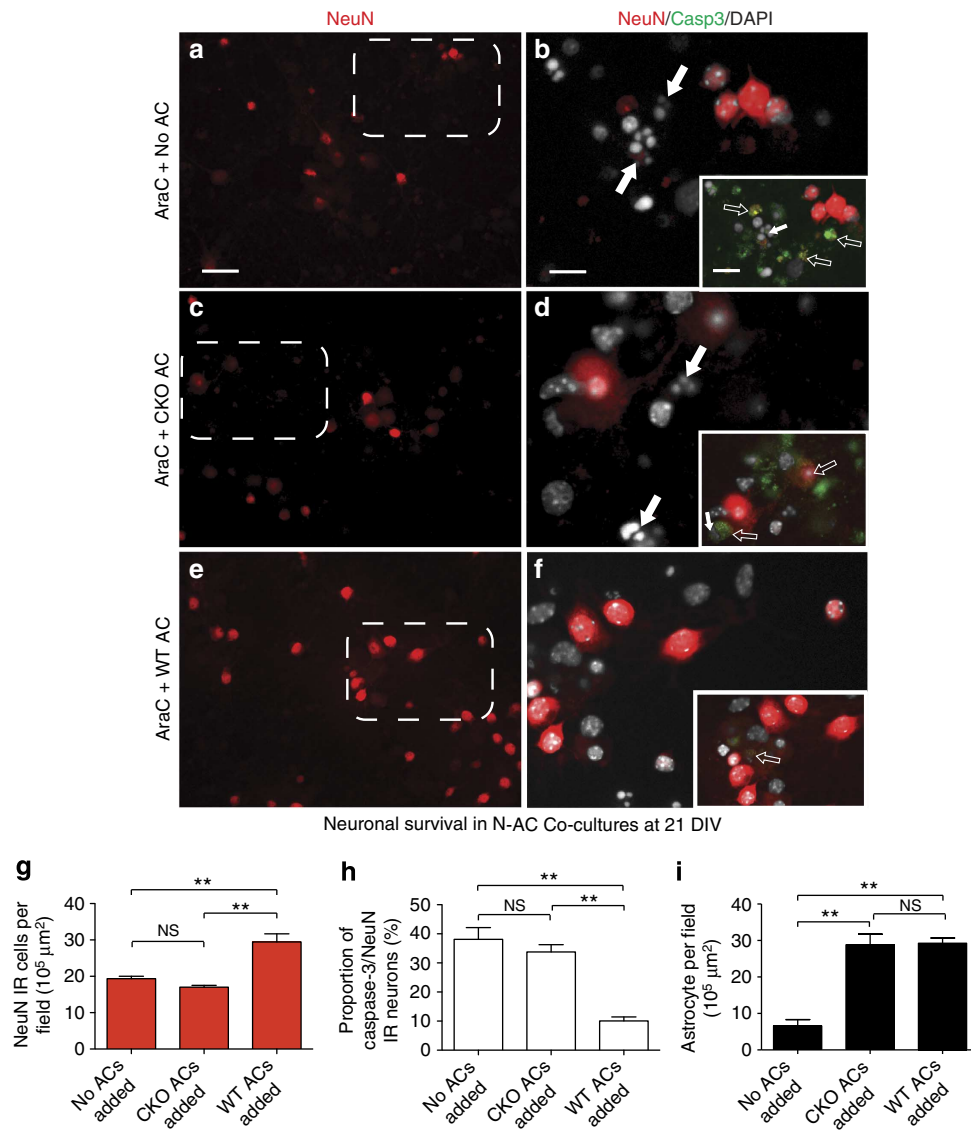 NeuN
NeuN/Casp3/DAPI
AraC + No AC
a
b
AraC + CKO AC
c
d
AraC + WT AC
e
f
Neuronal survival in N-AC Co-cultures at 21 DIV
g
NeuN IR cells per
field (10⁵ µm²)
40
30
20
10
0
**
**
NS
No ACs
added
CKO ACs
added
WT ACs
added
h
Proportion of
caspase-3/NeuN
IR neurons (%)
50
40
30
20
10
0
**
NS
**
No ACs
added
CKO ACs
added
WT ACs
added
i
Astrocyte per field
(10⁵ µm²)
40
30
20
10
0
**
**
NS
No ACs
added
CKO ACs
added
WT ACs
added